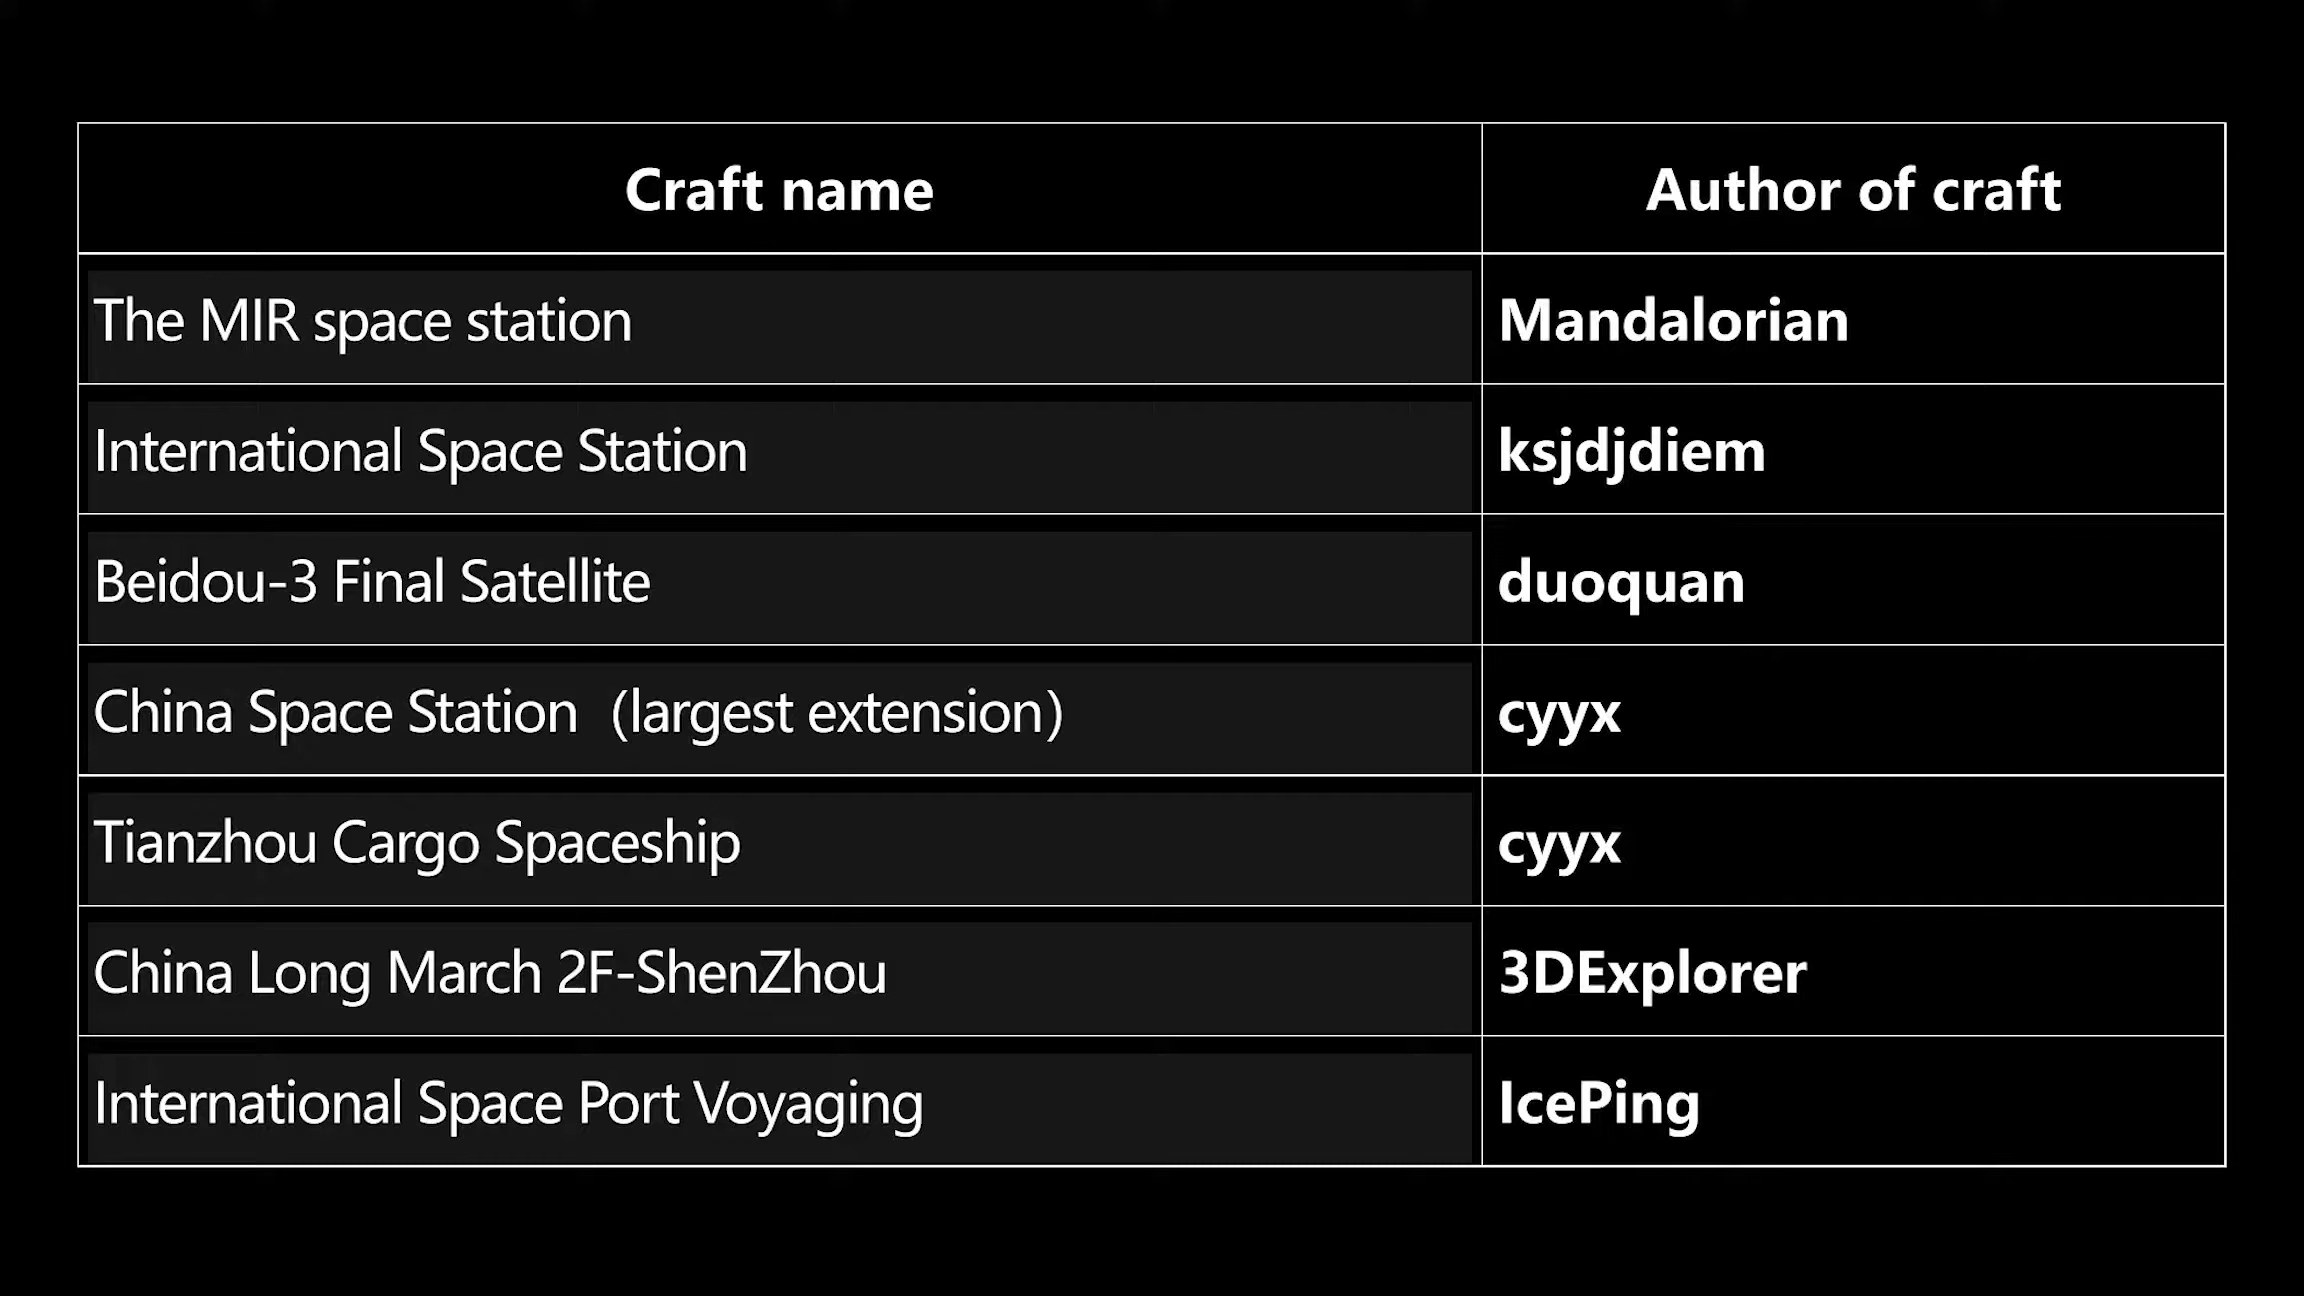 Craft name Author of craft
The MIR space station Mandalorian
International Space Station ksjdjdiem
Beidou-3 Final Satellite duoquan
China Space Station（largest extension） cyyx
Tianzhou Cargo Spaceship cyyx
China Long March 2F-ShenZhou 3DExplorer
International Space Port Voyaging IcePing